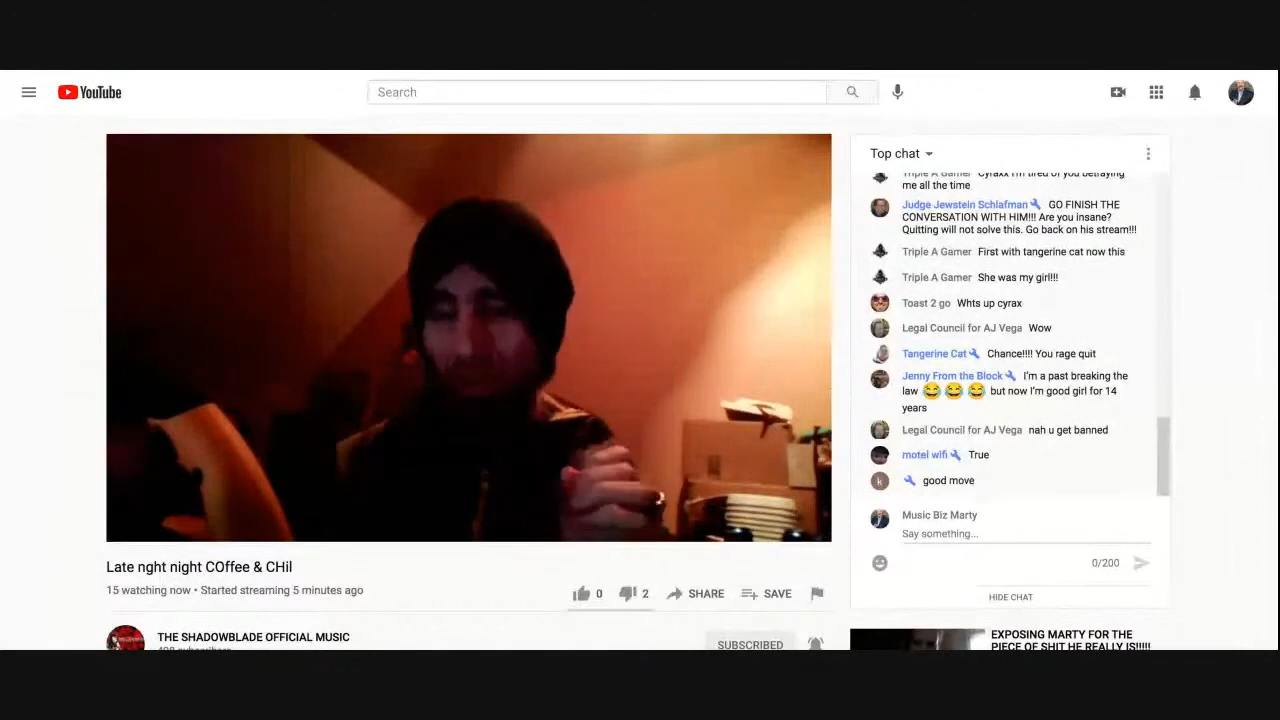 YouTube
Search
Top chat
Triple A Gamer Cyraxx I'm tired of you betraying
me all the time
Judge Jewstein Schlafman GO FINISH THE
CONVERSATION WITH HIM!!! Are you insane?
Quitting will not solve this. Go back on his stream!!!
Triple A Gamer First with tangerine cat now this
Triple A Gamer She was my girl!!!
Toast 2 go Whts up cyrax
Legal Council for AJ Vega Wow
Tangerine Cat Chance!!!! You rage quit
Jenny From the Block I'm a past breaking the
law 😂 😂 😂 but now I'm good girl for 14
years
Legal Council for AJ Vega nah u get banned
motel wifi True
k good move
Music Biz Marty
Say something...
0/200
HIDE CHAT
Late nght night COffee & CHil
15 watching now • Started streaming 5 minutes ago
0 2 SHARE SAVE
THE SHADOWBLADE OFFICIAL MUSIC
SUBSCRIBED
EXPOSING MARTY FOR THE
PIECE OF SHIT HE REALLY IS!!!!!